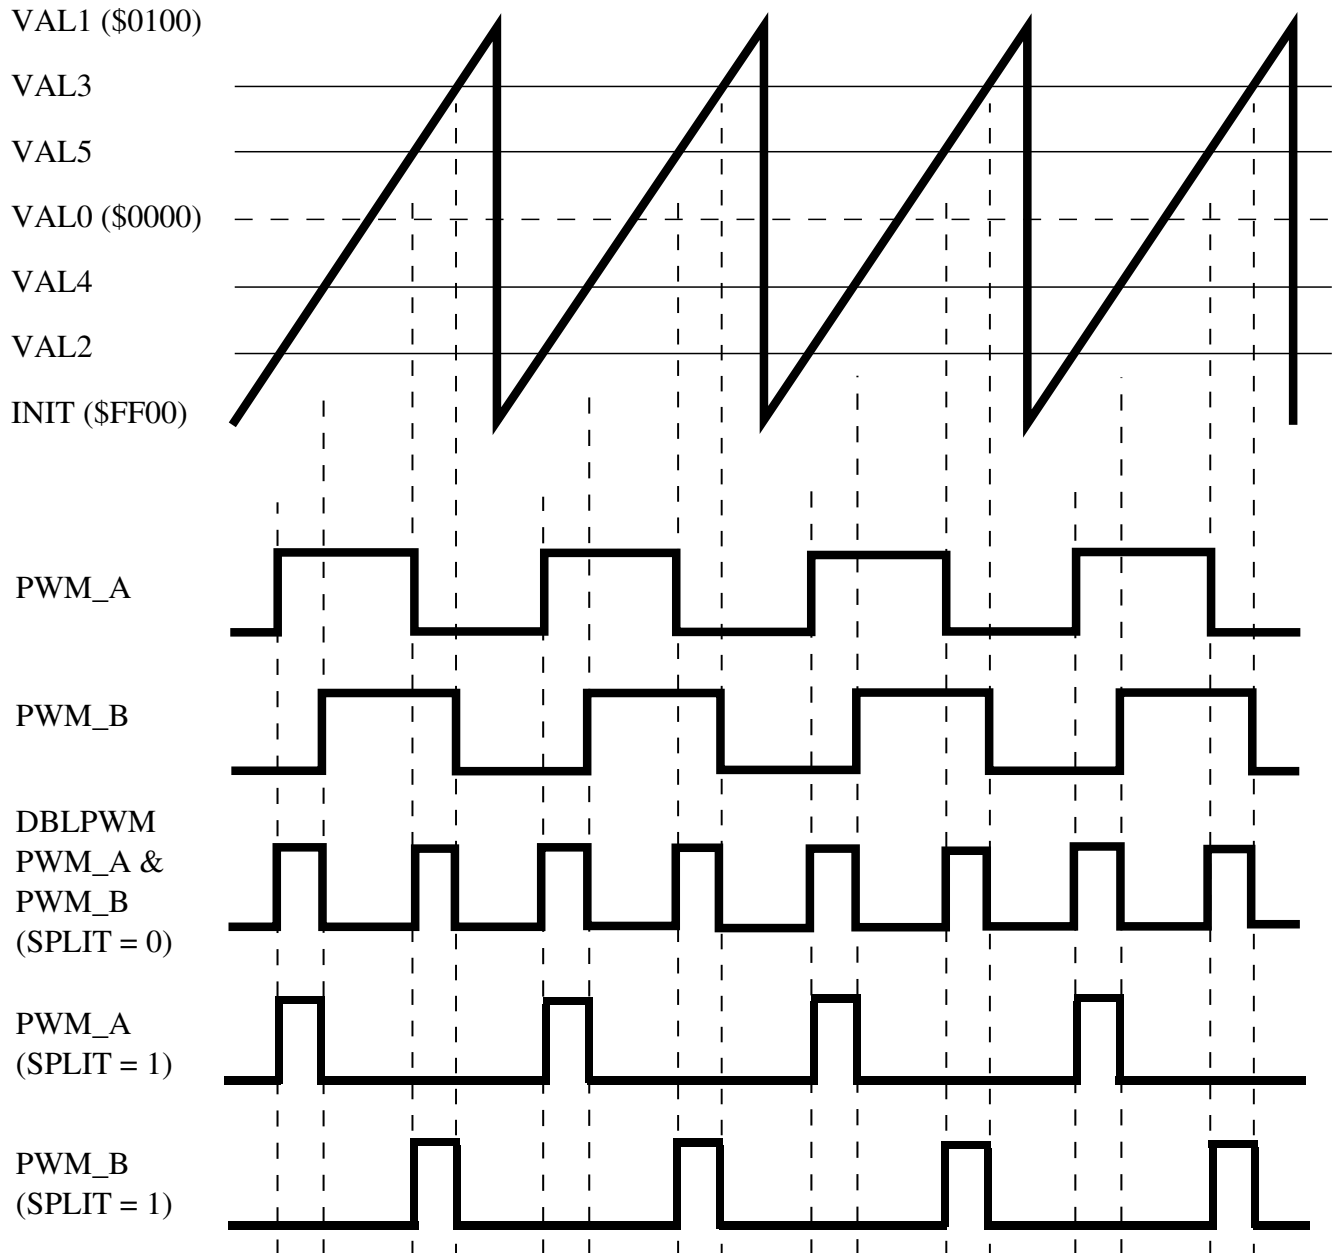 VAL1 ($0100)
VAL3
VAL5
VAL0 ($0000)
VAL4
VAL2
INIT ($FF00)
PWM_A
PWM_B
DBLPWM
PWM_A &
PWM_B
(SPLIT = 0)
PWM_A
(SPLIT = 1)
PWM_B
(SPLIT = 1)